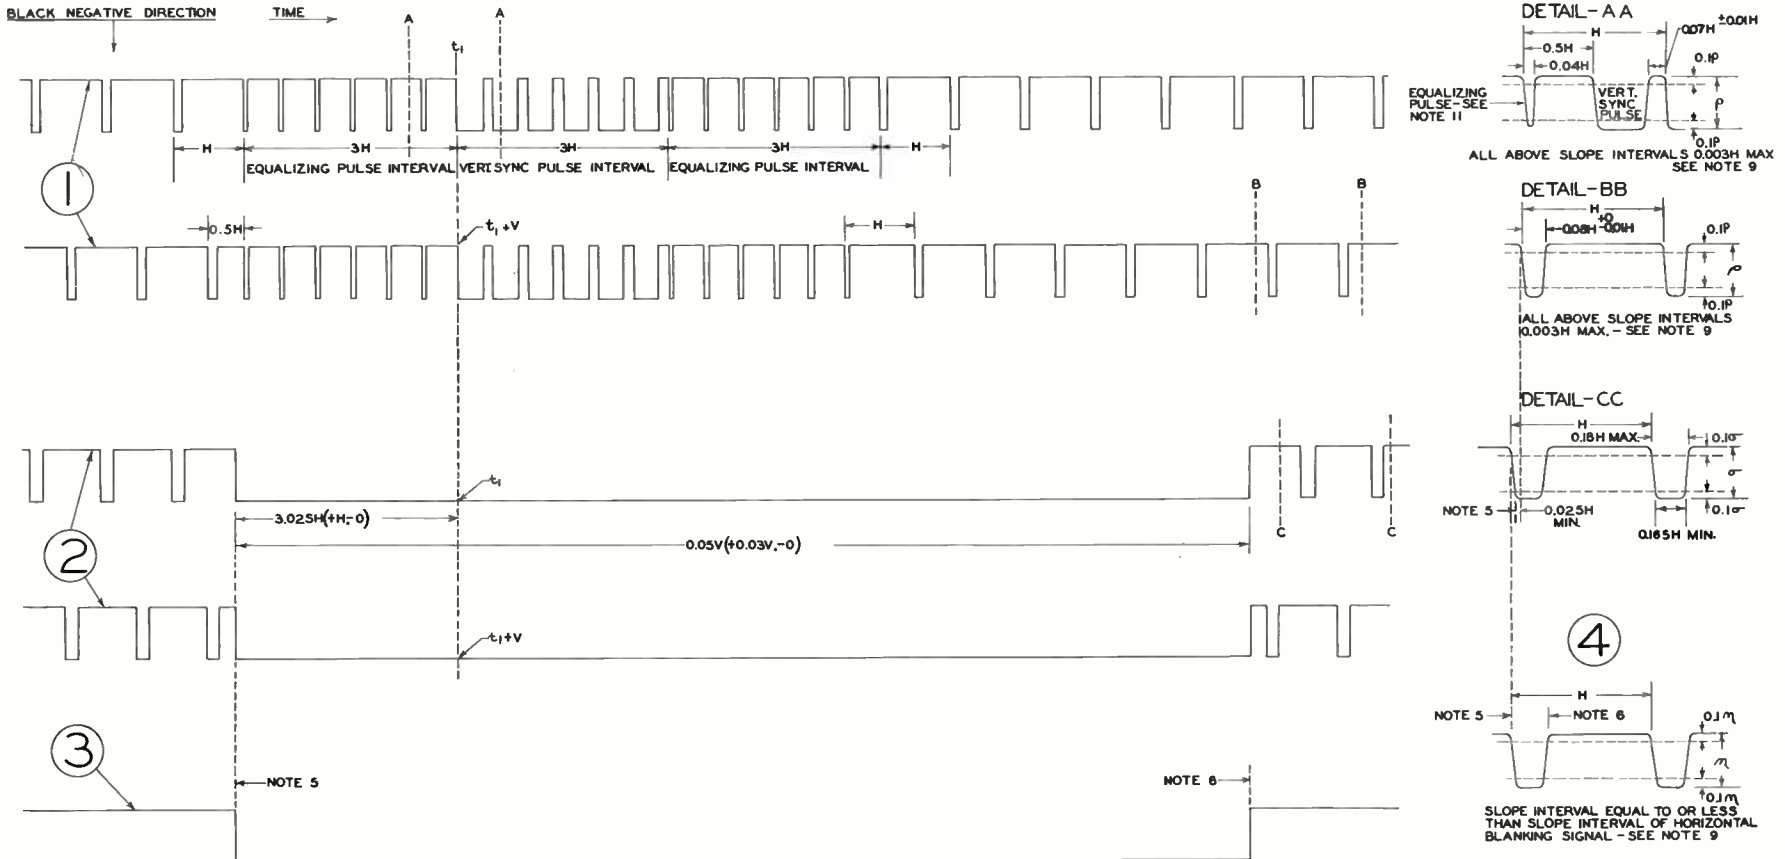 BLACK NEGATIVE DIRECTION
TIME
A
A
t₁
H
3H
3H
3H
H
EQUALIZING PULSE INTERVAL
VERT SYNC PULSE INTERVAL
EQUALIZING PULSE INTERVAL
1
0.5H
t₁+V
H
B
B
t₁
3.025H(+H,-0)
0.05V(+0.03V,-0)
C
C
2
t₁+V
3
NOTE 5
NOTE 6
DETAIL-AA
H
0.07H ±0.01H
0.5H
0.04H
0.1P
EQUALIZING
PULSE-SEE
NOTE 11
VERT.
SYNC
PULSE
P
0.1P
ALL ABOVE SLOPE INTERVALS 0.003H MAX
SEE NOTE 9
DETAIL-BB
H
0.08H +0 -0.01H
0.1P
P
0.1P
ALL ABOVE SLOPE INTERVALS
0.003H MAX.- SEE NOTE 9
DETAIL-CC
H
0.18H MAX.
0.1σ
σ
0.1σ
NOTE 5
0.025H
MIN.
0.165H MIN.
4
H
NOTE 5
NOTE 6
0.1η
η
0.1η
SLOPE INTERVAL EQUAL TO OR LESS
THAN SLOPE INTERVAL OF HORIZONTAL
BLANKING SIGNAL - SEE NOTE 9